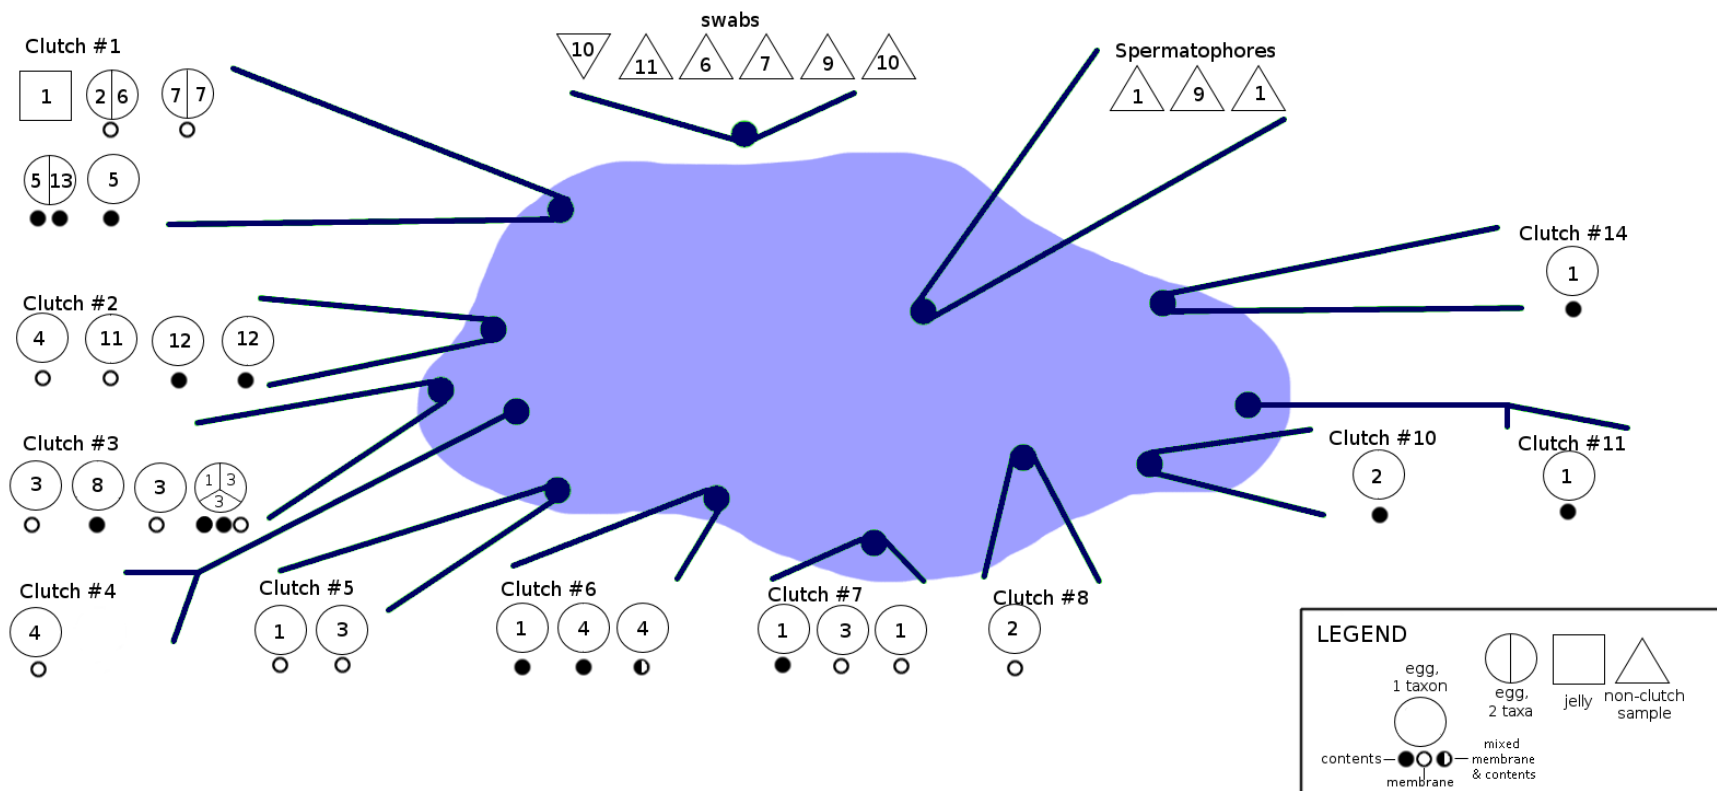 swabs
10 11 6 7 9 10
Spermatophores
1 9 1
Clutch #1
1 2 6 7 7
5 13 5
Clutch #14
1
Clutch #2
4 11 12 12
Clutch #3
3 8 3 1 3
3
Clutch #10
2
Clutch #11
1
Clutch #4
4
Clutch #5
1 3
Clutch #6
1 4 4
Clutch #7
1 3 1
Clutch #8
2
LEGEND
egg,
1 taxon
egg,
2 taxa
jelly
non-clutch
sample
contents
membrane
mixed
membrane
& contents